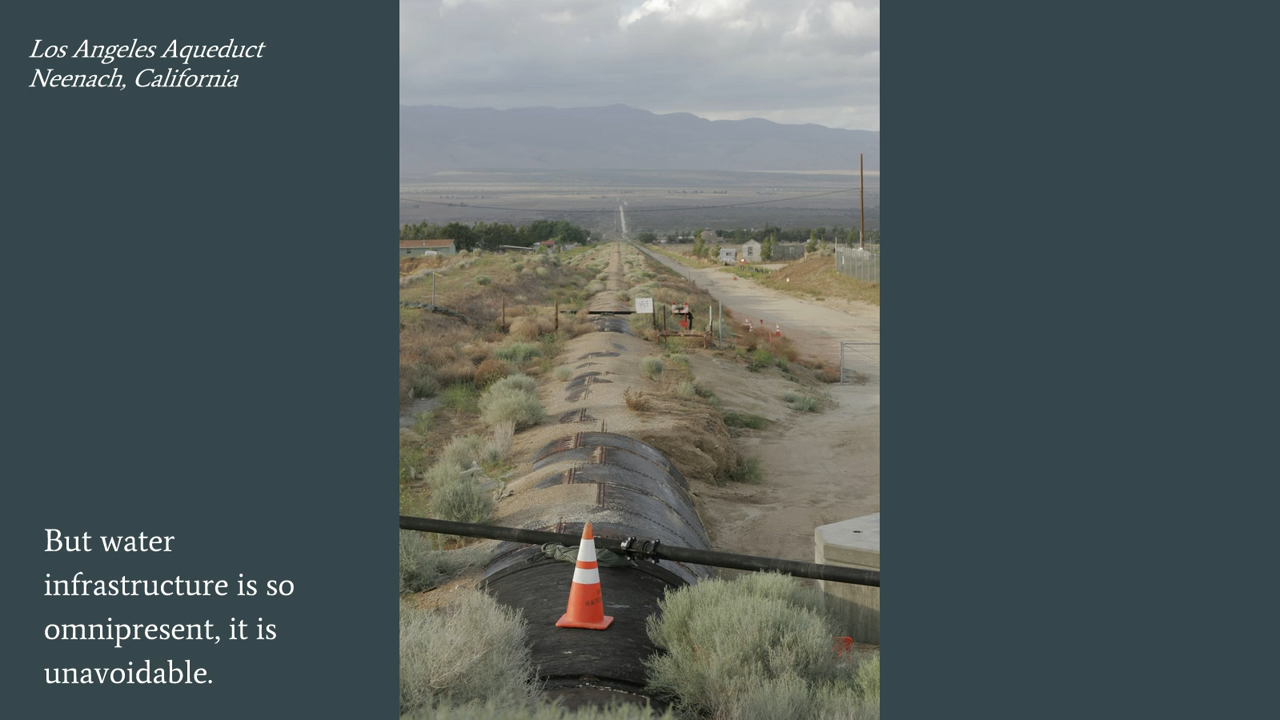 Los Angeles Aqueduct
Neenach, California
But water
infrastructure is so
omnipresent, it is
unavoidable.